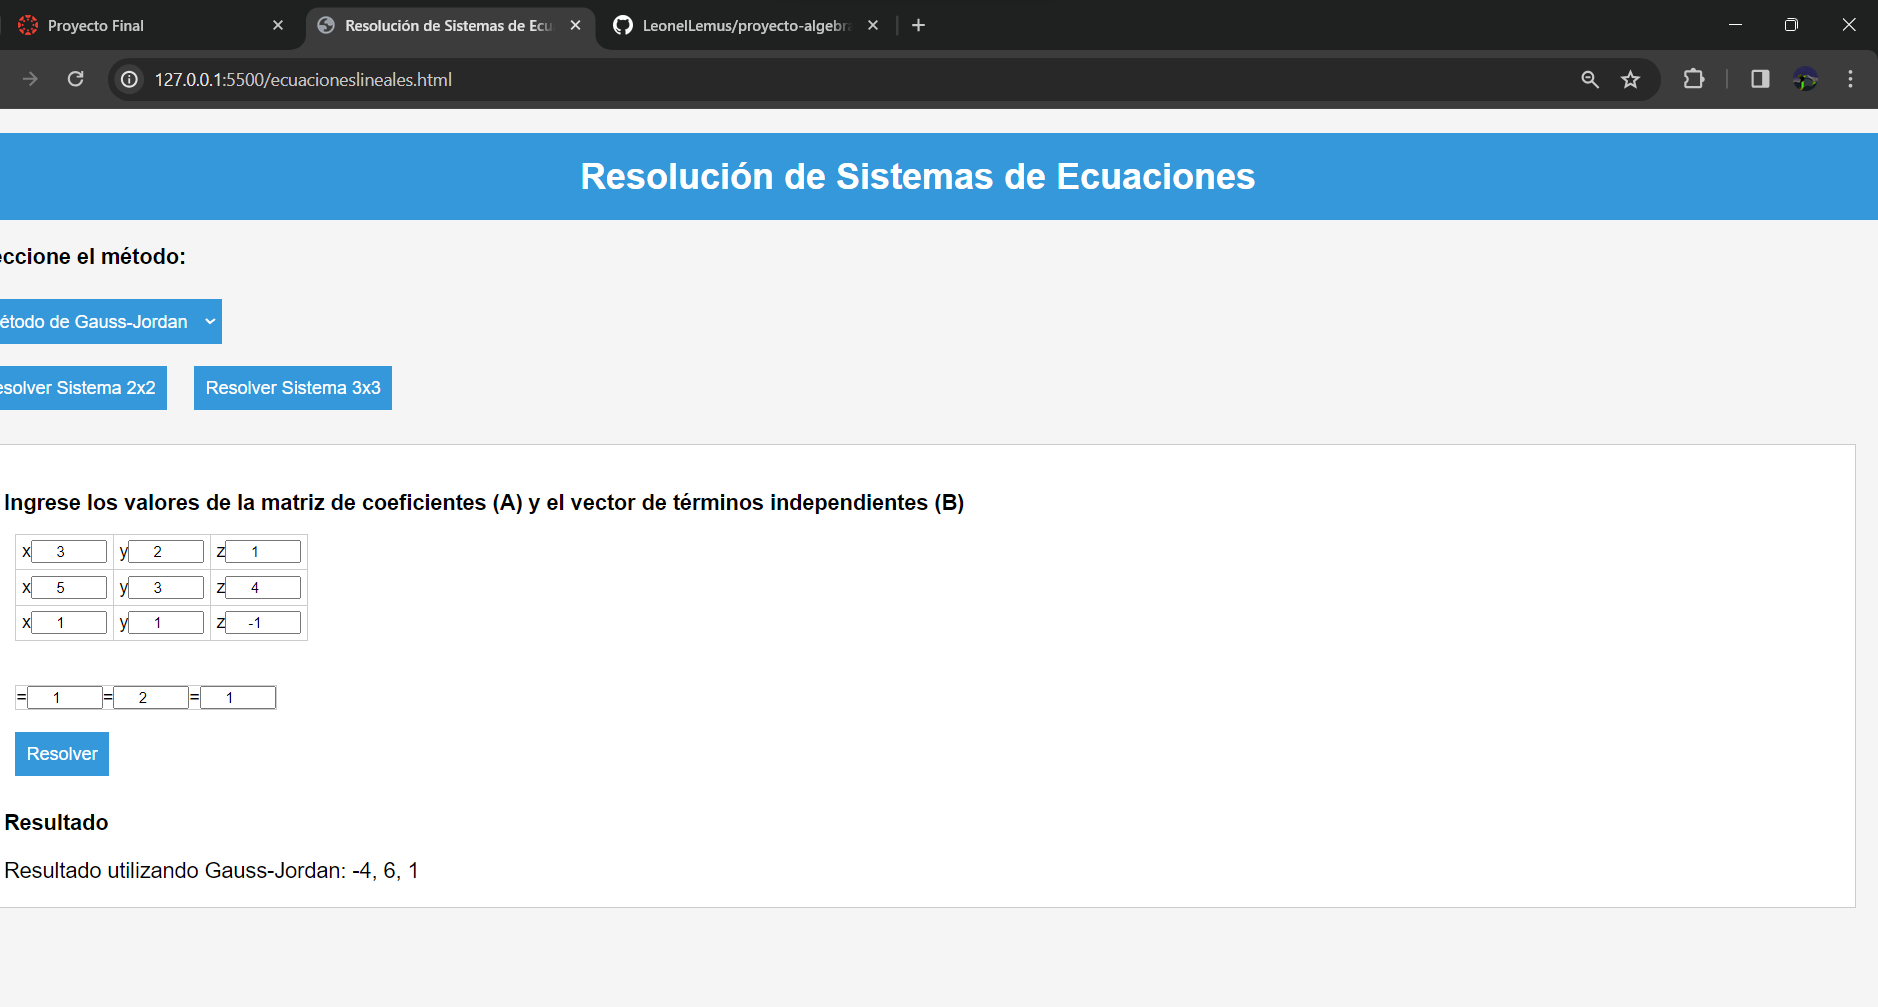 Proyecto Final
Resolución de Sistemas de Ecu
LeonelLemus/proyecto-algebra
127.0.0.1:5500/ecuacioneslineales.html
Resolución de Sistemas de Ecuaciones
eccione el método:
étodo de Gauss-Jordan
esolver Sistema 2x2 Resolver Sistema 3x3
Ingrese los valores de la matriz de coeficientes (A) y el vector de términos independientes (B)
x 3 y 2 z 1
x 5 y 3 z 4
x 1 y 1 z -1
= 1 = 2 = 1
Resolver
Resultado
Resultado utilizando Gauss-Jordan: -4, 6, 1